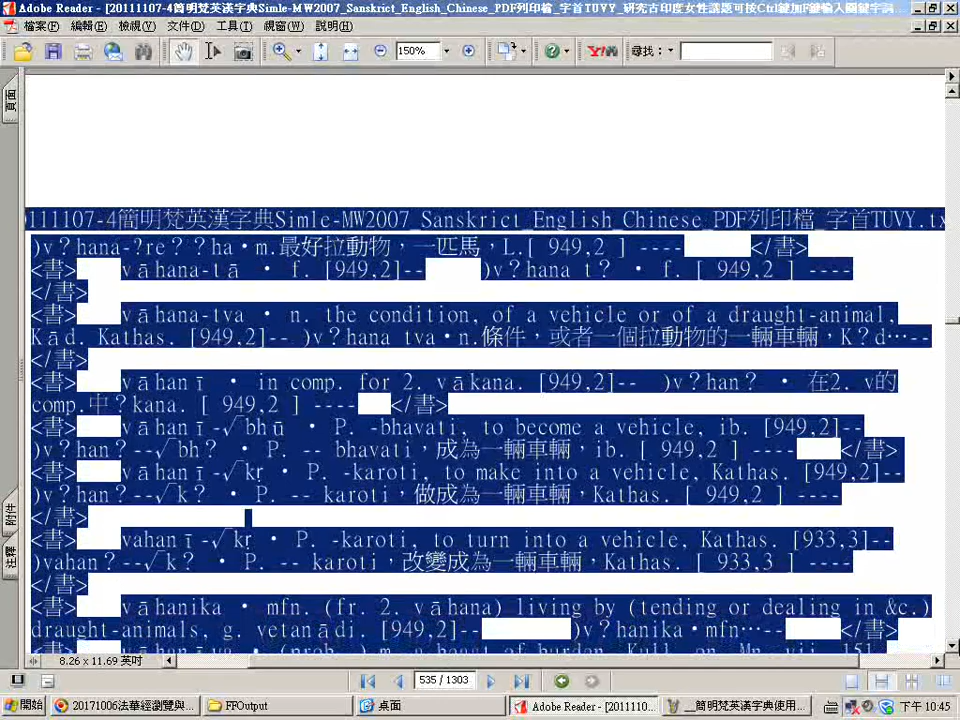 Adobe Reader - [20111107-4簡明梵英漢字典Simle-MW2007_Sanskrict_English_Chinese_PDF列印檔_字首TUVY_研究古印度女性議題可按Ctrl鍵加F鍵輸入關鍵字詞
檔案(F) 編輯(E) 檢視(V) 文件(D) 工具(T) 視窗(W) 說明(H)
150% Y! 尋找：
頁面
0111107-4簡明梵英漢字典Simle-MW2007_Sanskrict_English_Chinese_PDF列印檔_字首TUVY.tx
)v？hana-?re？？ha‧m.最好拉動物，一匹馬，L.[ 949,2 ] ---- </書>
<書> vāhana-tā ‧ f. [949,2]-- )v？hana t？ ‧ f. [ 949,2 ] ----
</書>
<書> vāhana-tva ‧ n. the condition, of a vehicle or of a draught-animal,
Kād. Kathas. [949,2]-- )v？hana tva‧n.條件，或者一個拉動物的一輛車輛，K？d…--
</書>
<書> vāhanī ‧ in comp. for 2. vākana. [949,2]-- )v？han？ ‧ 在2. v的
comp.中？kana. [ 949,2 ] ---- </書>
<書> vāhanī-√bhū ‧ P. -bhavati, to become a vehicle, ib. [949,2]--
)v？han？--√bh？ ‧ P. -- bhavati，成為一輛車輛，ib. [ 949,2 ] ---- </書>
<書> vāhanī-√kṛ ‧ P. -karoti, to make into a vehicle, Kathas. [949,2]--
)v？han？--√k？ ‧ P. -- karoti，做成為一輛車輛，Kathas. [ 949,2 ] ----
</書>
<書> vahanī-√kṛ ‧ P. -karoti, to turn into a vehicle, Kathas. [933,3]--
)vahan？--√k？ ‧ P. -- karoti，改變成為一輛車輛，Kathas. [ 933,3 ] ----
</書>
<書> vāhanika ‧ mfn. (fr. 2. vāhana) living by (tending or dealing in &c.)
draught-animals, g. vetanādi. [949,2]-- )v？hanika‧mfn…-- </書>
附件
註釋
8.26 x 11.69 英吋
535 / 1303
開始 20171006法華經瀏覽與... FFOutput 桌面 Adobe Reader - [2011110... __簡明梵英字典使用... 下午 10:45